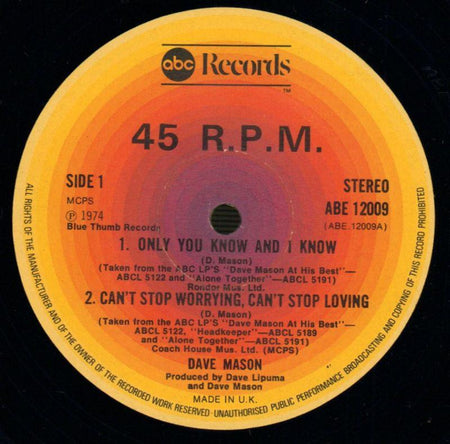 abc Records
TM
45 R.P.M.
SIDE 1
MCPS
℗ 1974
Blue Thumb Records
STEREO
ABE 12009
(ABE.12009A)
1. ONLY YOU KNOW AND I KNOW
(D. Mason)
(Taken from the ABC LP'S "Dave Mason At His Best"—
ABCL 5122 and "Alone Together"—ABCL 5191)
Rondor Mus. Ltd.
2. CAN'T STOP WORRYING, CAN'T STOP LOVING
(D. Mason)
(Taken from the ABC LP'S "Dave Mason At His Best"—
ABCL 5122, "Headkeeper"—ABCL 5189
and "Alone Together"—ABCL 5191)
Coach House Mus. Ltd. (MCPS)
DAVE MASON
Produced by Dave Lipuma
and Dave Mason
MADE IN U.K.
ALL RIGHTS OF THE MANUFACTURER AND OF THE OWNER OF THE RECORDED WORK RESERVED·UNAUTHORISED PUBLIC PERFORMANCE BROADCASTING AND COPYING OF THIS RECORD PROHIBITED